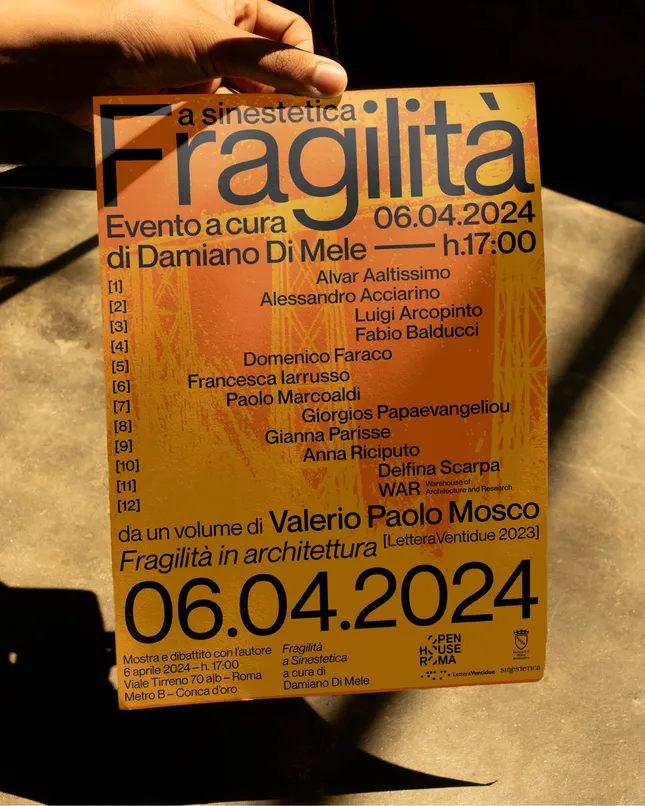 a sinestetica
Fragilità
Evento a cura
di Damiano Di Mele —
06.04.2024
h.17:00
[1] Alvar Aaltissimo
[2] Alessandro Acciarino
[3] Luigi Arcopinto
[4] Fabio Balducci
[5] Domenico Faraco
[6] Francesca Iarrusso
[7] Paolo Marcoaldi
[8] Giorgios Papaevangeliou
[9] Gianna Parisse
[10] Anna Riciputo
[11] Delfina Scarpa
[12] WAR Warehouse of
Architecture and Research
da un volume di Valerio Paolo Mosco
Fragilità in architettura [LetteraVentidue 2023]
06.04.2024
Mostra e dibattito con l'autore
6 aprile 2024 – h. 17:00
Viale Tirreno 70 a|b – Roma
Metro B – Conca d'oro
Fragilità
a Sinestetica
a cura di
Damiano Di Mele
OPEN
HOUSE
ROMA
LetteraVentidue
sinestetica